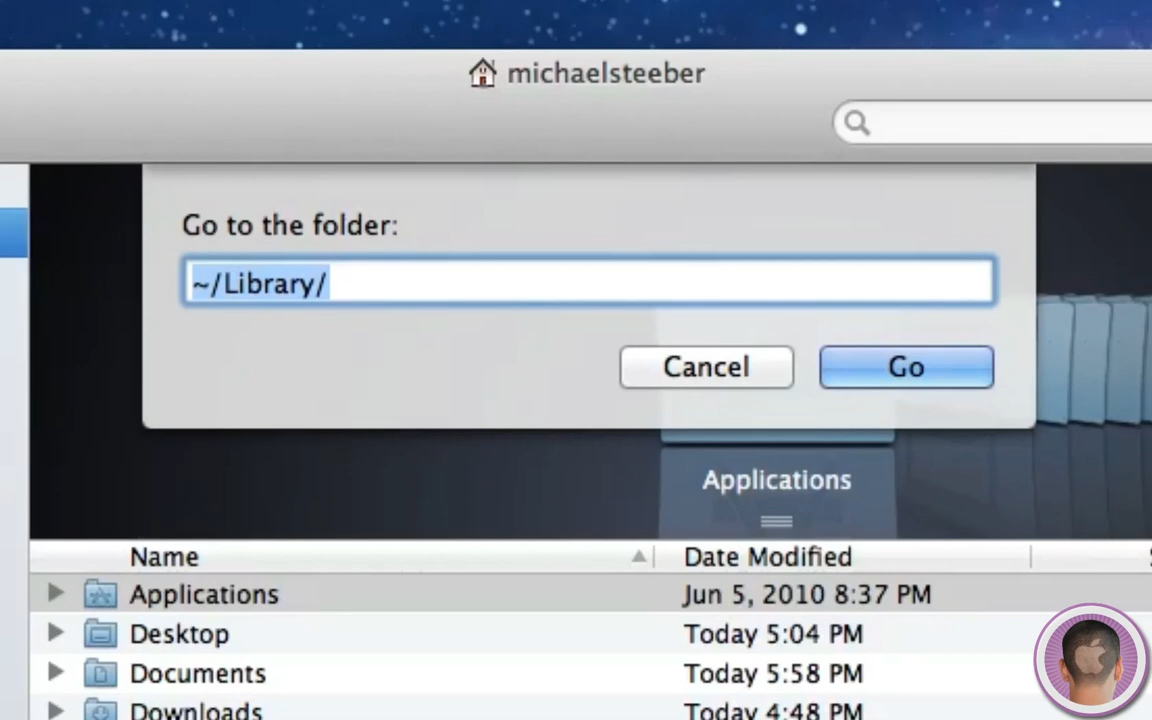 michaelsteeber
Go to the folder:
~/Library/
Cancel Go
Applications
Name Date Modified
Applications Jun 5, 2010 8:37 PM
Desktop Today 5:04 PM
Documents Today 5:58 PM
Downloads Today 4:48 PM